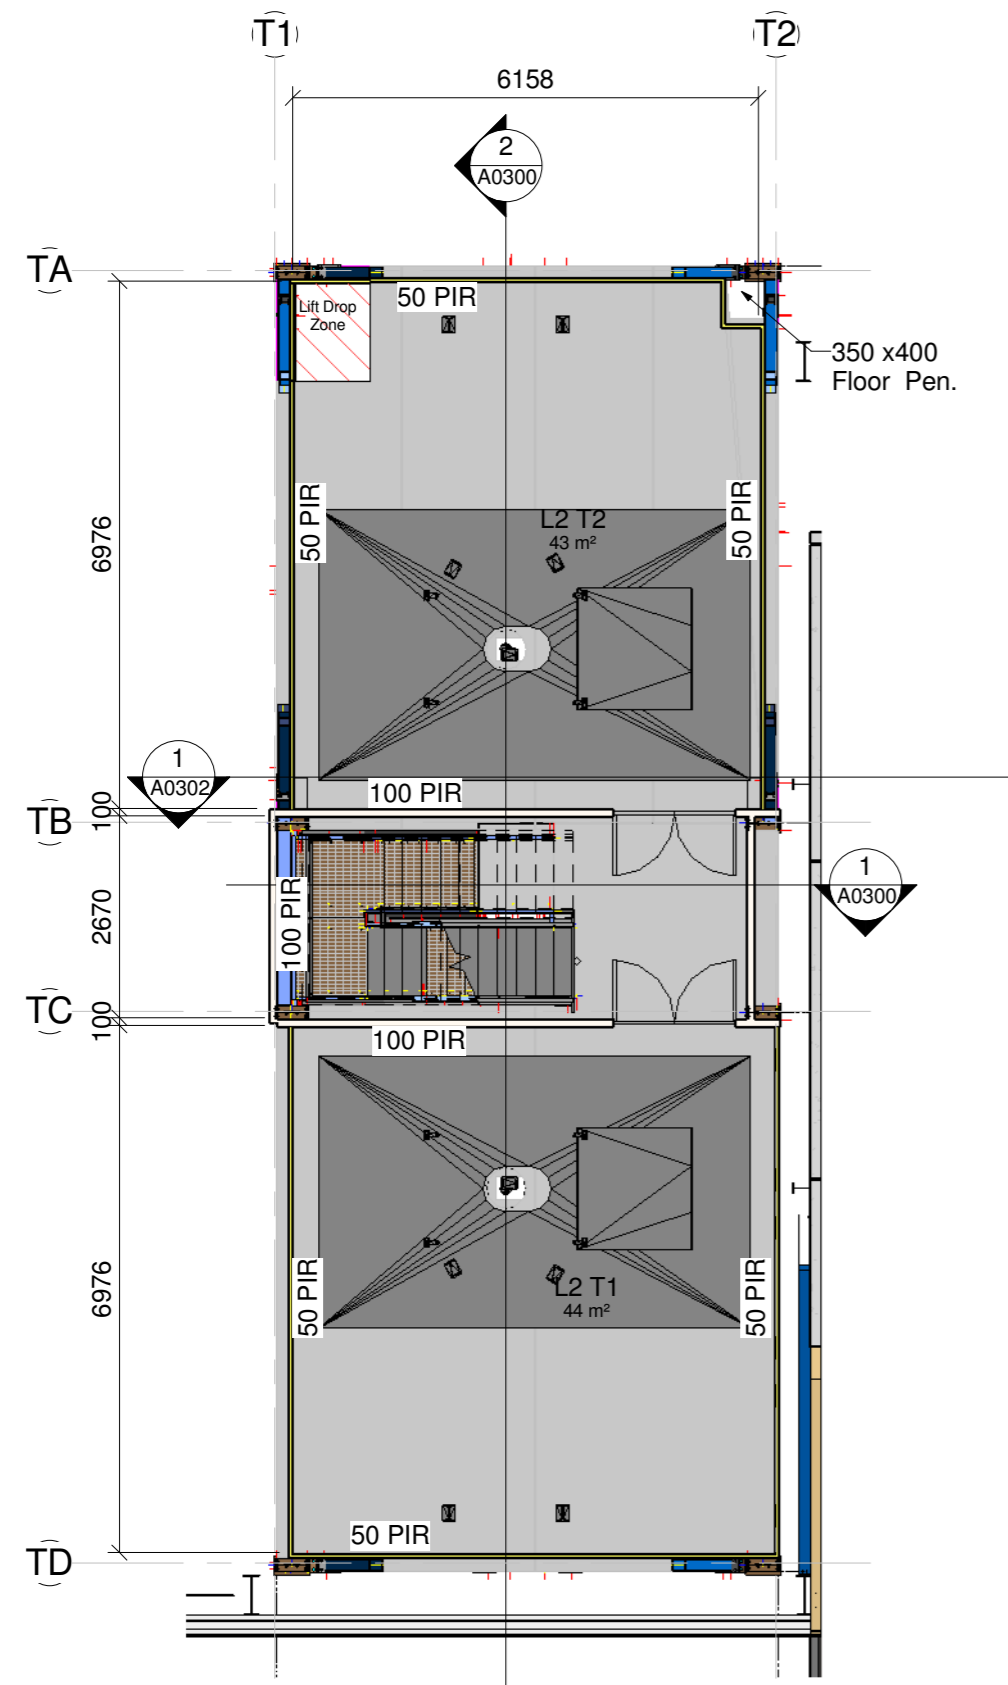 T1
T2
6158
2
A0300
TA
50 PIR
Lift Drop
Zone
350 x400
Floor Pen.
6976
50 PIR
50 PIR
L2 T2
43 m²
1
A0302
100 PIR
100
TB
1
A0300
2670
100 PIR
TC
100
100 PIR
6976
50 PIR
50 PIR
L2 T1
44 m²
50 PIR
TD